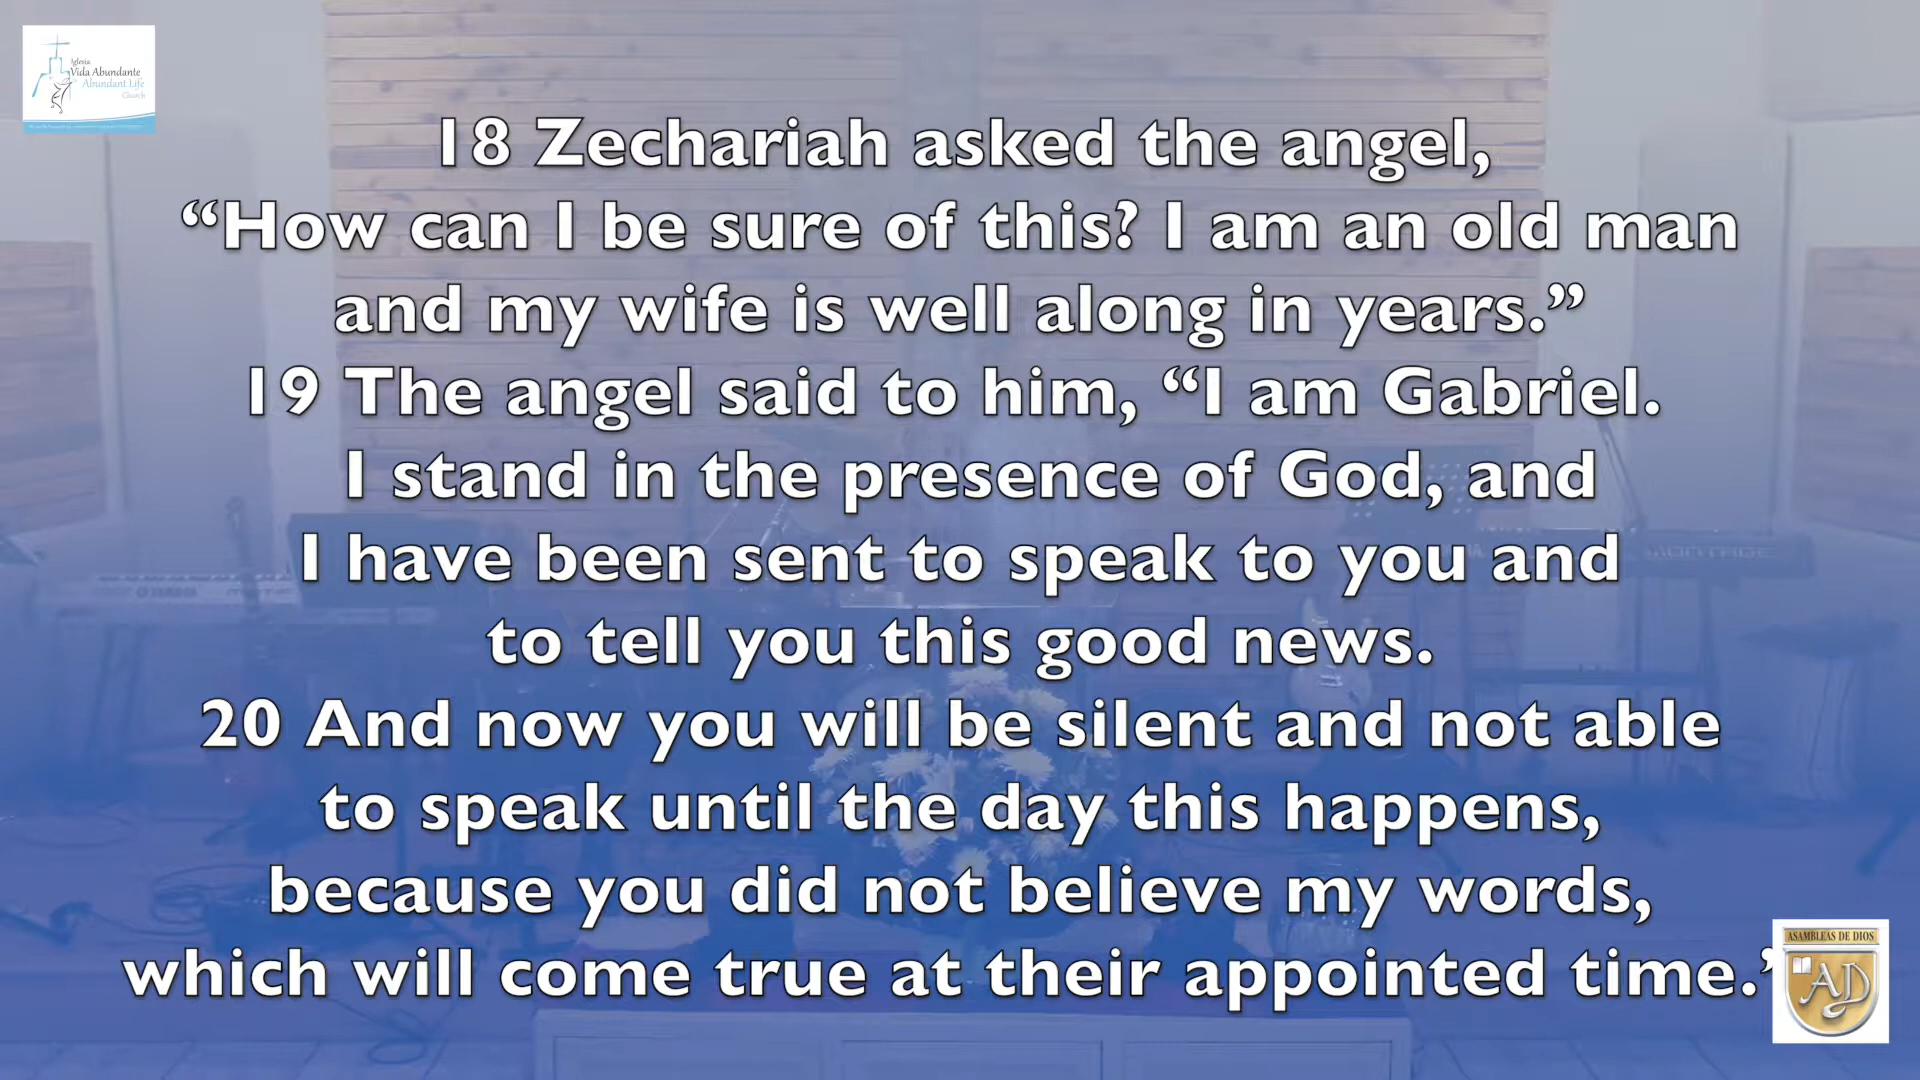 Iglesia
Vida Abundante
Abundant Life
Church
18 Zechariah asked the angel,
“How can I be sure of this? I am an old man
and my wife is well along in years.”
19 The angel said to him, “I am Gabriel.
I stand in the presence of God, and
I have been sent to speak to you and
to tell you this good news.
20 And now you will be silent and not able
to speak until the day this happens,
because you did not believe my words,
which will come true at their appointed time.’
ASAMBLEAS DE DIOS
AD
YAMAHA
MONTAGE